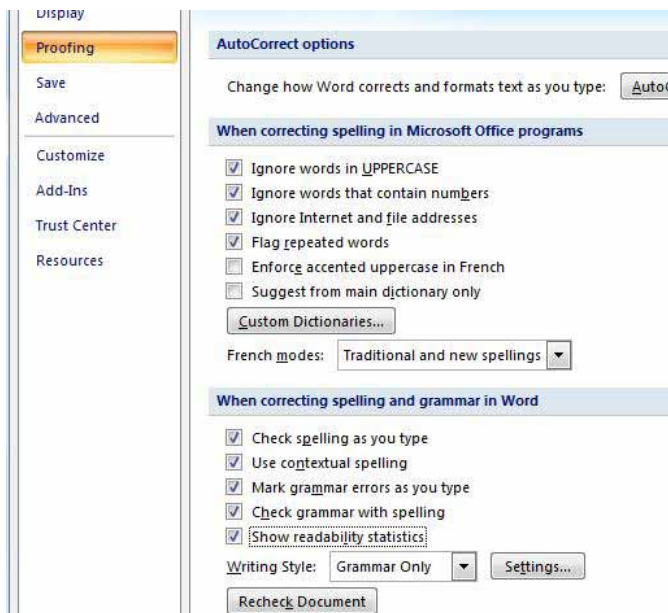 Display
Proofing
Save
Advanced
Customize
Add-Ins
Trust Center
Resources
AutoCorrect options
Change how Word corrects and formats text as you type:
When correcting spelling in Microsoft Office programs
Ignore words in UPPERCASE
Ignore words that contain numbers
Ignore Internet and file addresses
Flag repeated words
Enforce accented uppercase in French
Suggest from main dictionary only
Custom Dictionaries...
French modes: Traditional and new spellings
When correcting spelling and grammar in Word
Check spelling as you type
Use contextual spelling
Mark grammar errors as you type
Check grammar with spelling
Show readability statistics
Writing Style: Grammar Only Settings...
Recheck Document